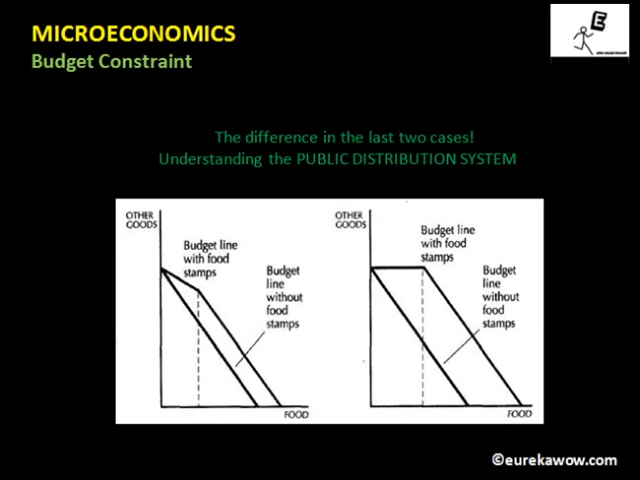 MICROECONOMICS
Budget Constraint
E
The difference in the last two cases!
Understanding the PUBLIC DISTRIBUTION SYSTEM
OTHER
GOODS
Budget line
with food
stamps
Budget
line
without
food
stamps
FOOD
OTHER
GOODS
Budget line
with food
stamps
Budget
line
without
food
stamps
FOOD
©eurekawow.com